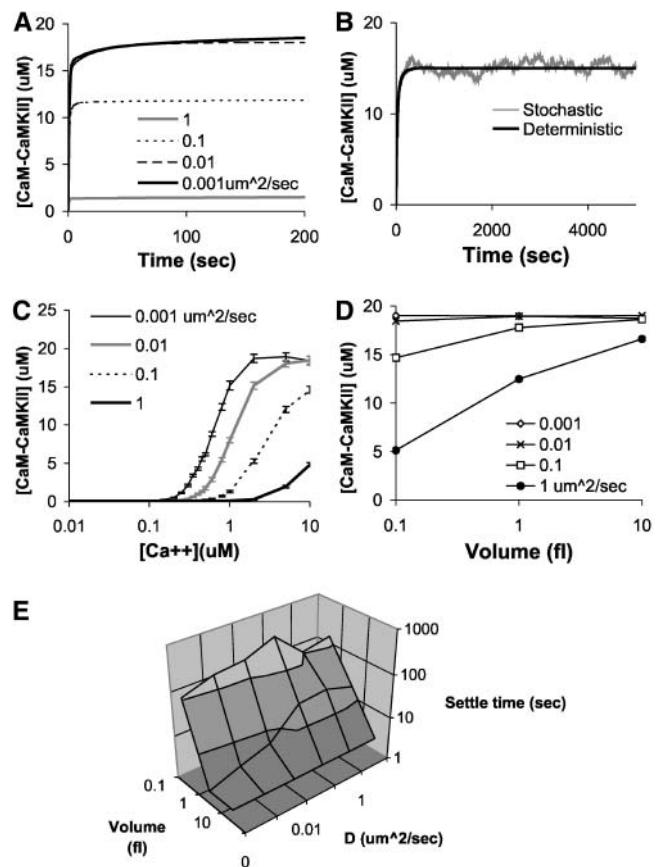 A
[CaM-CaMKII] (uM)
20
15
10
5
0
1
0.1
0.01
0.001um^2/sec
0
100
200
Time (sec)
B
[CaM-CaMKII] (uM)
20
15
10
5
0
Stochastic
Deterministic
0
2000
4000
Time (sec)
C
[CaM-CaMKII] (uM)
25
20
15
10
5
0
0.001 um^2/sec
0.01
0.1
1
0.01
0.1
1
10
[Ca++](uM)
D
[CaM-CaMKII] (uM)
20
15
10
5
0
0.001
0.01
0.1
1 um^2/sec
0.1
1
10
Volume (fl)
E
1000
100
10
1
Settle time (sec)
0.1
1
10
Volume
(fl)
0
0.01
1
D (um^2/sec)